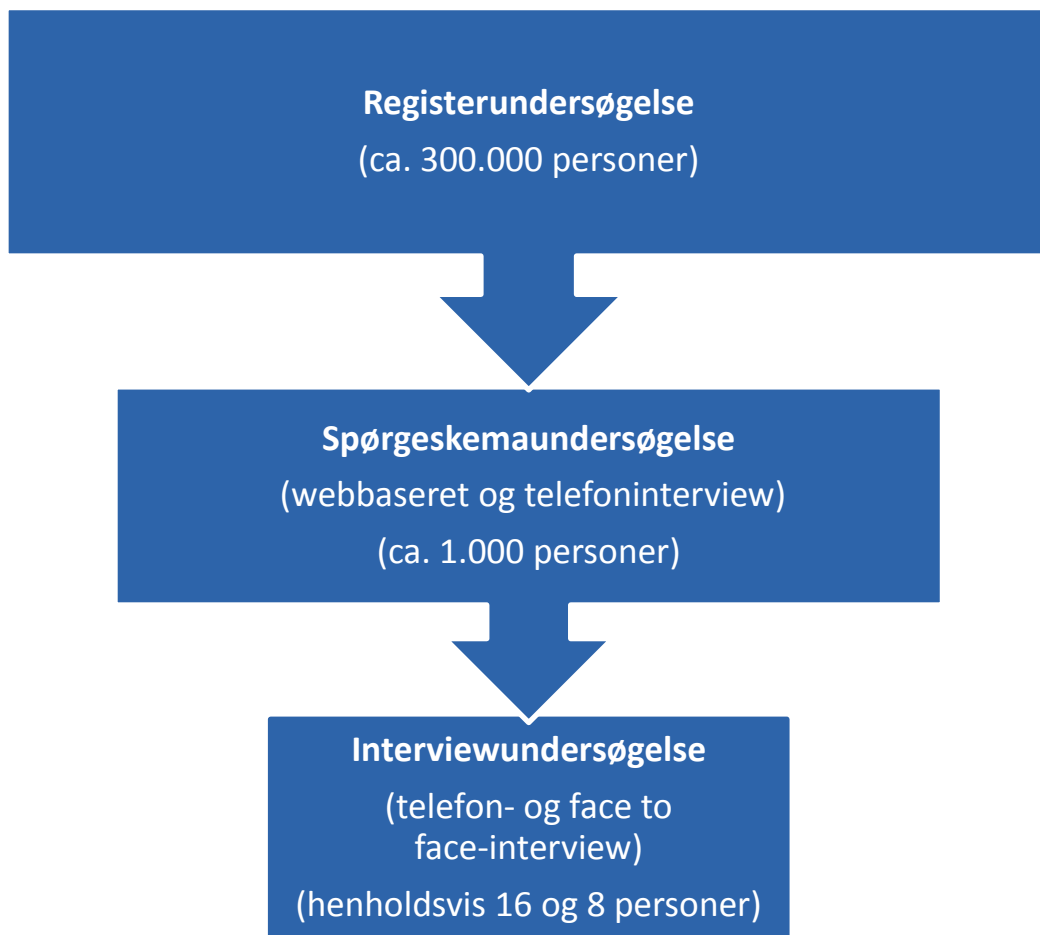 Registerundersøgelse
(ca. 300.000 personer)
Spørgeskemaundersøgelse
(webbaseret og telefoninterview)
(ca. 1.000 personer)
Interviewundersøgelse
(telefon- og face to
face-interview)
(henholdsvis 16 og 8 personer)